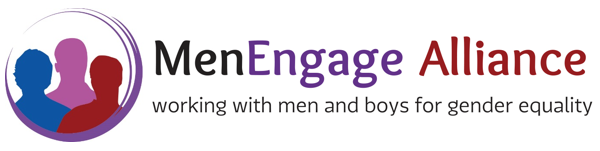 MenEngage Alliance
working with men and boys for gender equality